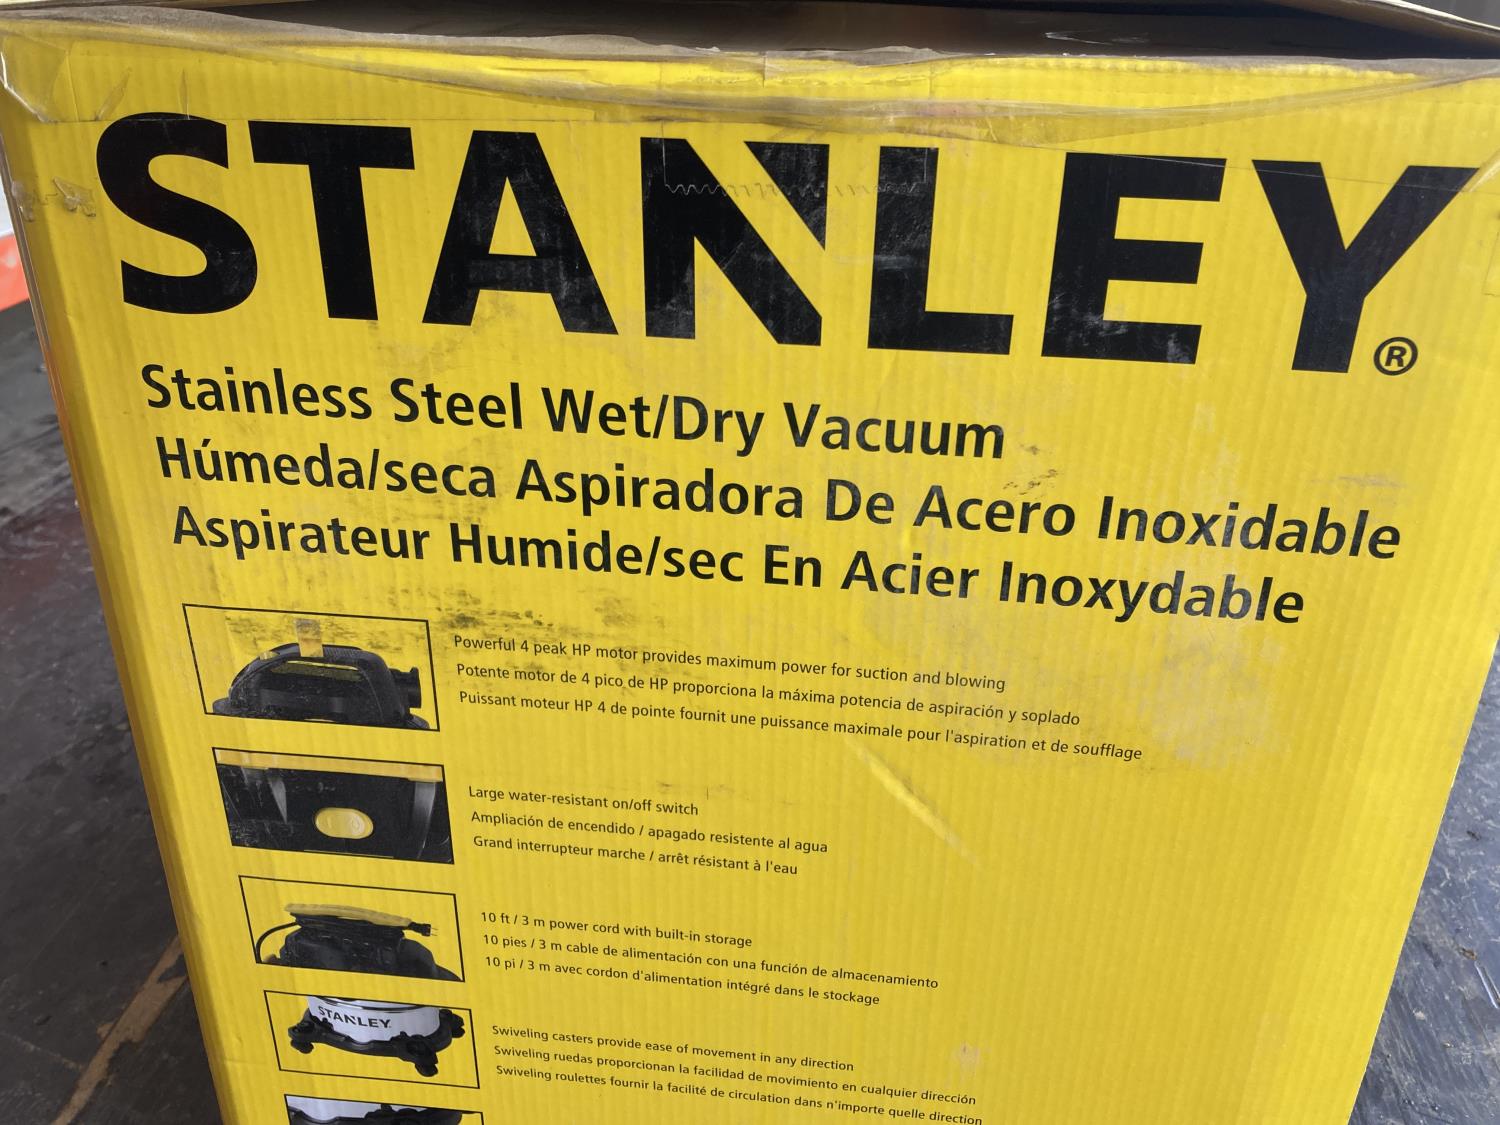 STANLEY®
Stainless Steel Wet/Dry Vacuum
Húmeda/seca Aspiradora De Acero Inoxidable
Aspirateur Humide/sec En Acier Inoxydable
Powerful 4 peak HP motor provides maximum power for suction and blowing
Potente motor de 4 pico de HP proporciona la máxima potencia de aspiración y soplado
Puissant moteur HP 4 de pointe fournit une puissance maximale pour l'aspiration et de soufflage
Large water-resistant on/off switch
Ampliación de encendido / apagado resistente al agua
Grand interrupteur marche / arrêt résistant à l'eau
10 ft / 3 m power cord with built-in storage
10 pies / 3 m cable de alimentación con una función de almacenamiento
10 pi / 3 m avec cordon d'alimentation intégré dans le stockage
STANLEY
Swiveling casters provide ease of movement in any direction
Swiveling ruedas proporcionan la facilidad de movimiento en cualquier dirección
Swiveling roulettes fournir la facilité de circulation dans n'importe quelle direction